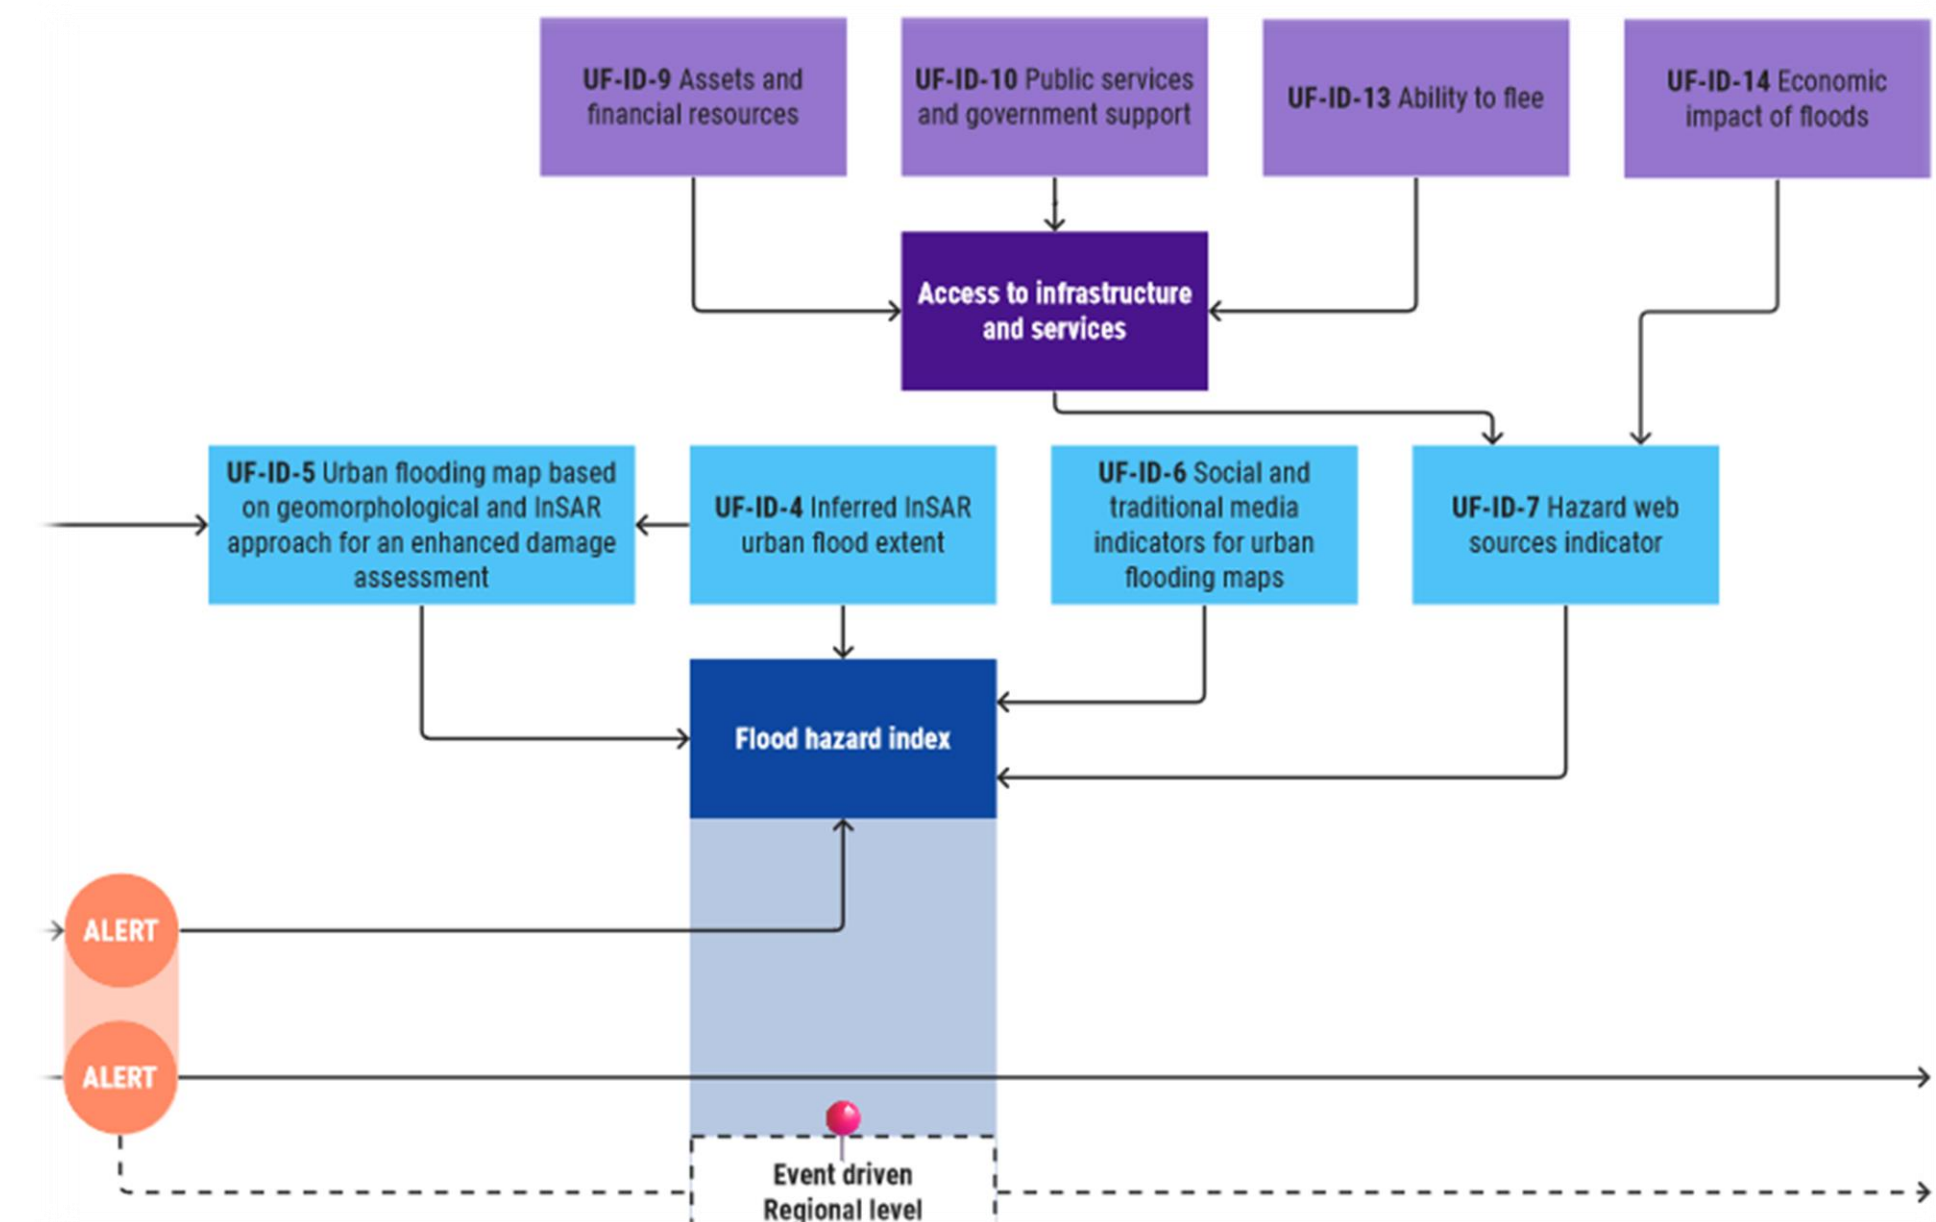 UF-ID-9 Assets and
financial resources
UF-ID-10 Public services
and government support
UF-ID-13 Ability to flee
UF-ID-14 Economic
impact of floods
Access to infrastructure
and services
UF-ID-5 Urban flooding map based
on geomorphological and InSAR
approach for an enhanced damage
assessment
UF-ID-4 Inferred InSAR
urban flood extent
UF-ID-6 Social and
traditional media
indicators for urban
flooding maps
UF-ID-7 Hazard web
sources indicator
Flood hazard index
ALERT
ALERT
Event driven
Regional level